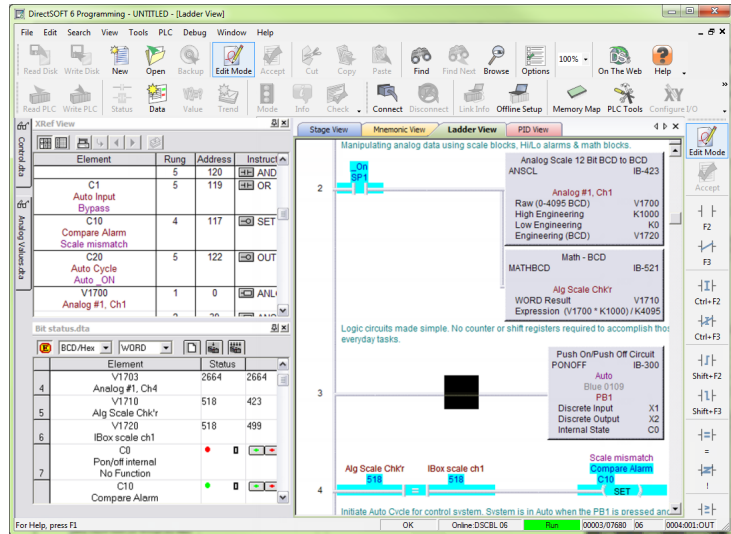 DirectSOFT 6 Programming - UNTITLED - [Ladder View]
File Edit Search View Tools PLC Debug Window Help
Read Disk Write Disk New Open Backup Edit Mode Accept Cut Copy Paste Find Find Next Browse Options 100% On The Web Help
Read PLC Write PLC Status Data Value Trend Mode Info Check Connect Disconnect Link Info Offline Setup Memory Map PLC Tools Configure I/O
Control.dta
Analog Values.dta
XRef View
Element Rung Address Instruct
5 120 AND
C1 5 119 OR
Auto Input
Bypass
C10 4 117 SET
Compare Alarm
Scale mismatch
C20 5 122 OUT
Auto Cycle
Auto _ON
V1700 1 0 ANL
Analog #1, Ch1
Bit status.dta
BCD/Hex WORD
Element Status
4 V1703 2664 2664
Analog #1, Ch4
5 V1710 518 423
Alg Scale Chk'r
6 V1720 518 499
IBox scale ch1
7 C0
Pon/off internal
No Function
C10
Compare Alarm
Stage View Mnemonic View Ladder View PID View
Manipulating analog data using scale blocks, Hi/Lo alarms & math blocks.
_On
SP1
2
Analog Scale 12 Bit BCD to BCD
ANSCL IB-423
Analog #1, Ch1
Raw (0-4095 BCD) V1700
High Engineering K1000
Low Engineering K0
Engineering (BCD) V1720
Math - BCD
MATHBCD IB-521
Alg Scale Chk'r
WORD Result V1710
Expression (V1700 * K1000) / K4095
Logic circuits made simple. No counter or shift registers required to accomplish thos
everyday tasks.
3
Push On/Push Off Circuit
PONOFF IB-300
Auto
Blue 0109
PB1
Discrete Input X1
Discrete Output X2
Internal State C0
Scale mismatch
Alg Scale Chk'r IBox scale ch1 Compare Alarm
518 518 C10
4 = SET
Initiate Auto Cycle for control system. System is in Auto when the PB1 is pressed and
Edit Mode
Accept
F2
F3
Ctrl+F2
Ctrl+F3
Shift+F2
Shift+F3
=
!
For Help, press F1 OK Online:DSCBL 06 Run 00003/07680 06 0004:001:OUT